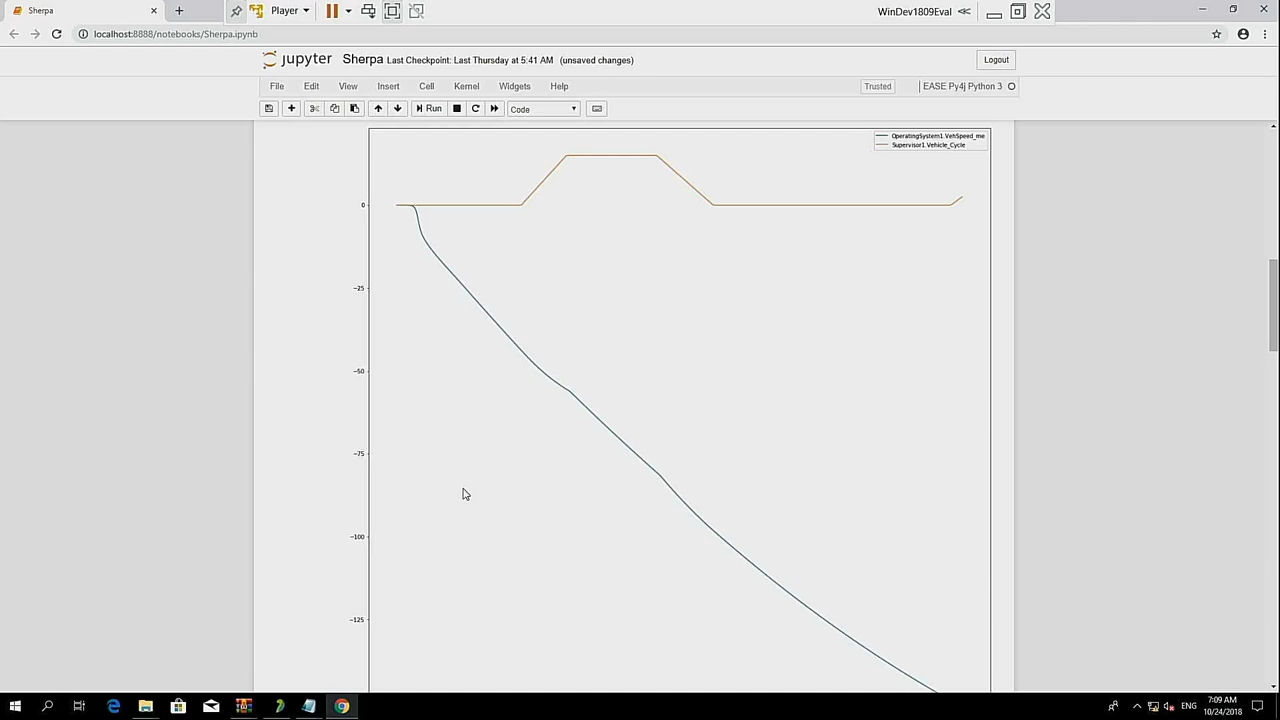 Sherpa
Player
WinDev1809Eval
localhost:8888/notebooks/Sherpa.ipynb
jupyter Sherpa Last Checkpoint: Last Thursday at 5:41 AM (unsaved changes)
Logout
File Edit View Insert Cell Kernel Widgets Help
Trusted EASE Py4j Python 3
Run Code
OperatingSystem1.VehSpeed_me
Supervisor1.Vehicle_Cycle
0
−25
−50
−75
−100
−125
ENG
7:09 AM
10/24/2018